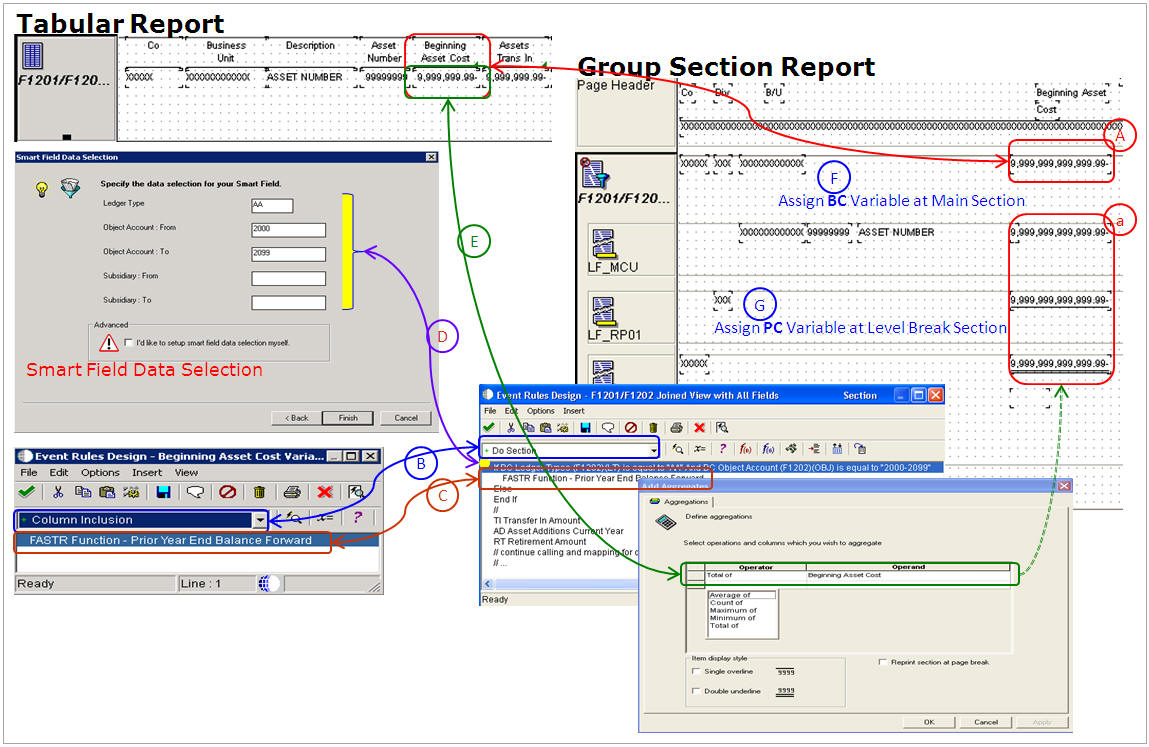 Tabular Report
Co Business Unit Description Asset Number Beginning Asset Cost Assets Trans In
F1201/F120...
XXXXX XXXXXXXXXXXX ASSET NUMBER 99999999 9,999,999.99- 9,999,999.99-
Group Section Report
Page Header
Co Div B/U Beginning Asset Cost
A
XXXXX XXX XXXXXXXXXXXX 9,999,999,999,999.99-
F1201/F120...
F
Assign BC Variable at Main Section
a
XXXXXXXXXXXX 99999999 ASSET NUMBER 9,999,999,999,999.99-
LF_MCU
XXX 9,999,999,999,999.99-
G
Assign PC Variable at Level Break Section
LF_RP01
XXXXX 9,999,999,999,999.99-
Smart Field Data Selection
Specify the data selection for your Smart Field.
Ledger Type AA
Object Account : From 2000
Object Account : To 2099
Subsidiary : From
Subsidiary : To
Advanced
I'd like to setup smart field data selection myself.
Smart Field Data Selection
< Back Finish Cancel
E
D
B
C
Event Rules Design - Beginning Asset Cost Varia...
File Edit Options Insert View
Column Inclusion
FASTR Function - Prior Year End Balance Forward
Ready Line : 1
Event Rules Design - F1201/F1202 Joined View with All Fields Section
File Edit Options Insert
Do Section
If BC Ledger Types (F1202)(LT) is equal to "AA" And BC Object Account (F1202)(OBJ) is equal to "2000-2099"
FASTR Function - Prior Year End Balance Forward
Else
End If
//
TI Transfer In Amount
AD Asset Additions Current Year
RT Retirement Amount
// continue calling and mapping for
// ...
Ready
Add Aggregates
Aggregations
Define aggregations
Select operations and columns which you wish to aggregate
Operator Operand
Total of Beginning Asset Cost
Average of
Count of
Maximum of
Minimum of
Total of
Item display style
Single overline 9999
Double underline 9999
Reprint section at page break.
OK Cancel Apply